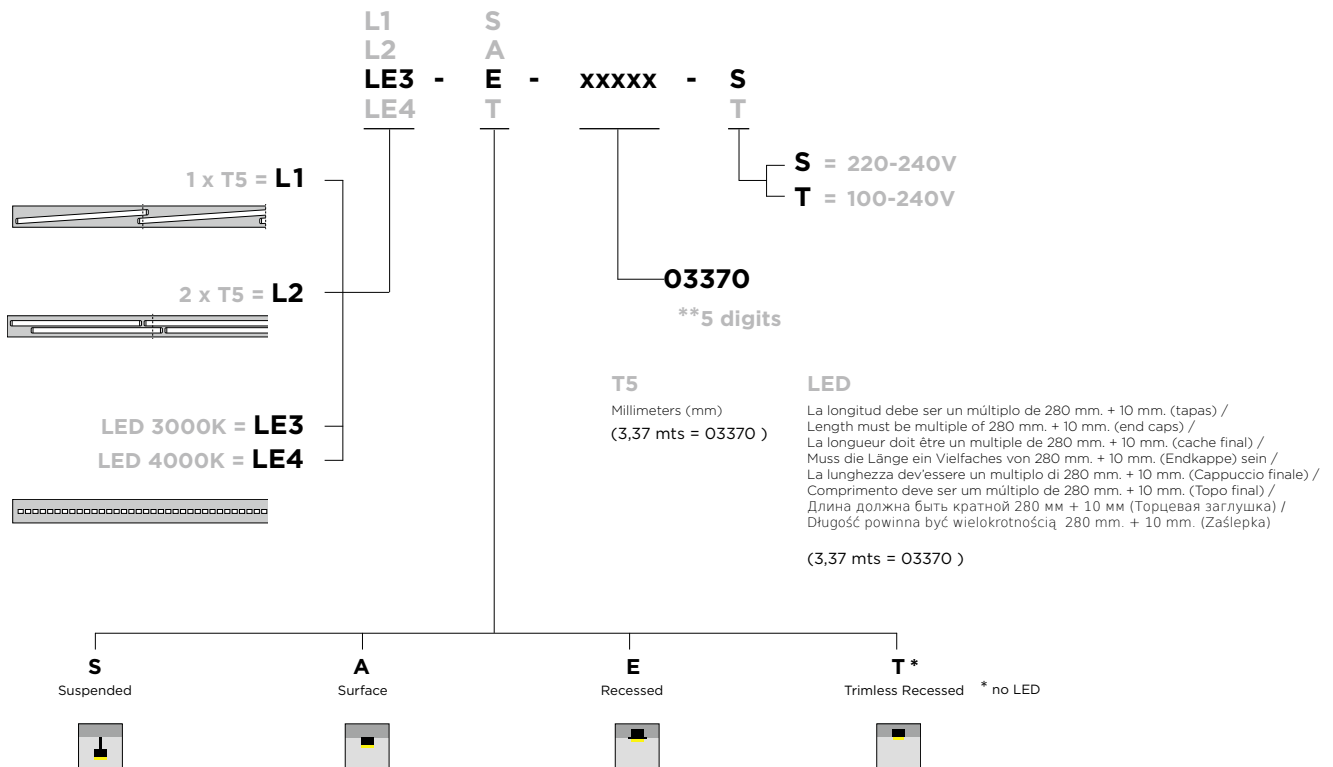 L1 S
L2 A
LE3 - E - xxxxx - S
LE4 T T
S = 220-240V
T = 100-240V
1 x T5 = L1
03370
**5 digits
2 x T5 = L2
T5
Millimeters (mm)
(3,37 mts = 03370 )
LED
La longitud debe ser un múltiplo de 280 mm. + 10 mm. (tapas) /
Length must be multiple of 280 mm. + 10 mm. (end caps) /
La longueur doit être un multiple de 280 mm. + 10 mm. (cache final) /
Muss die Länge ein Vielfaches von 280 mm. + 10 mm. (Endkappe) sein /
La lunghezza dev'essere un multiplo di 280 mm. + 10 mm. (Cappuccio finale) /
Comprimento deve ser um múltiplo de 280 mm. + 10 mm. (Topo final) /
Длина должна быть кратной 280 мм + 10 мм (Торцевая заглушка) /
Długość powinna być wielokrotnością 280 mm. + 10 mm. (Zaślepka)
(3,37 mts = 03370 )
LED 3000K = LE3
LED 4000K = LE4
S
Suspended
A
Surface
E
Recessed
T *
Trimless Recessed * no LED